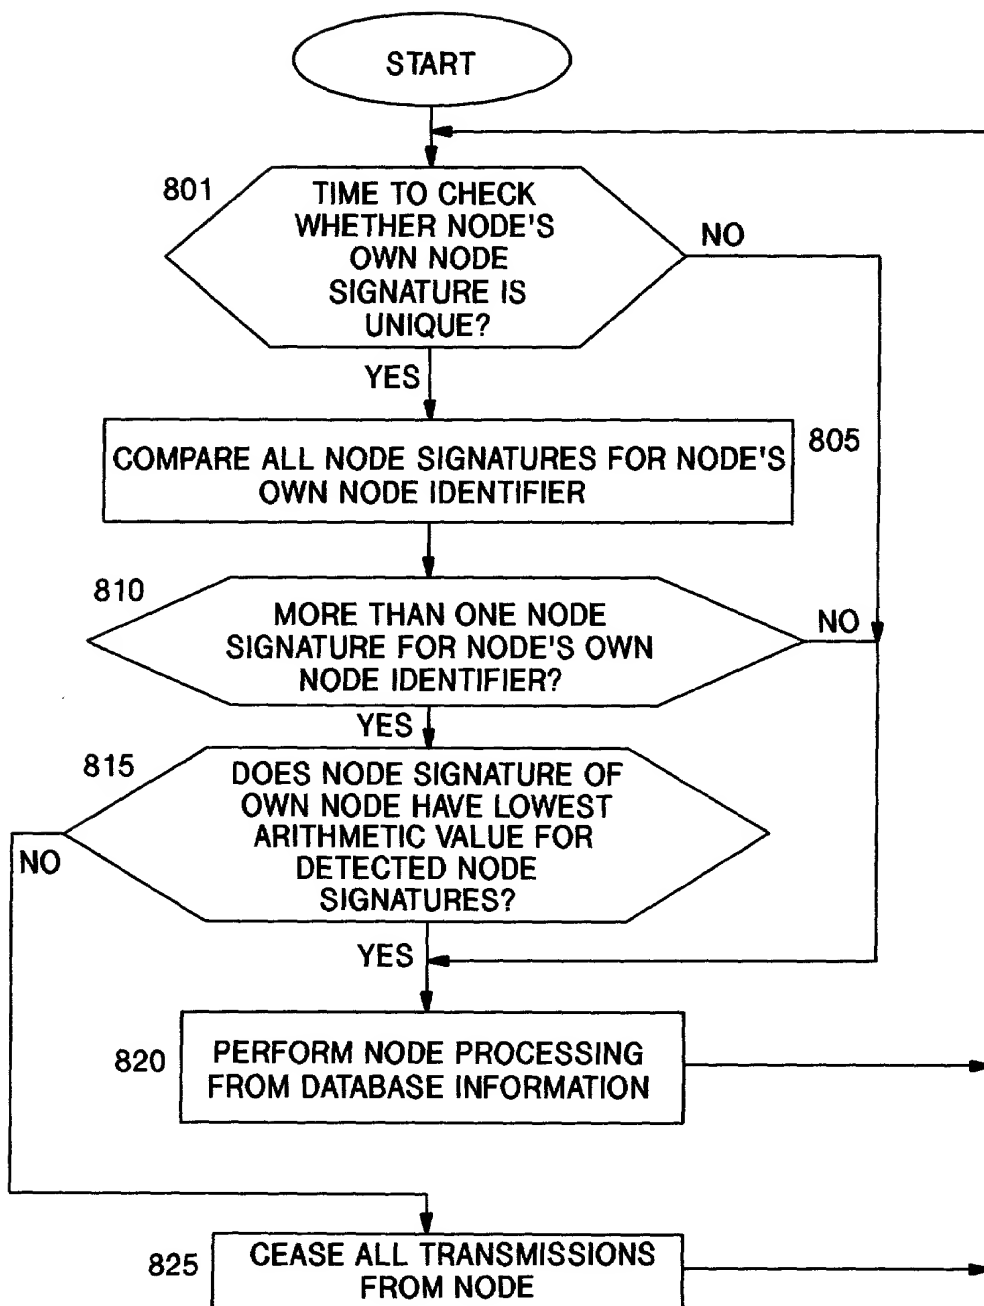 START
801
TIME TO CHECK
WHETHER NODE'S
OWN NODE
SIGNATURE IS
UNIQUE?
NO
YES
805
COMPARE ALL NODE SIGNATURES FOR NODE'S
OWN NODE IDENTIFIER
810
MORE THAN ONE NODE
SIGNATURE FOR NODE'S OWN
NODE IDENTIFIER?
NO
YES
815
DOES NODE SIGNATURE OF
OWN NODE HAVE LOWEST
ARITHMETIC VALUE FOR
DETECTED NODE
SIGNATURES?
NO
YES
820
PERFORM NODE PROCESSING
FROM DATABASE INFORMATION
825
CEASE ALL TRANSMISSIONS
FROM NODE